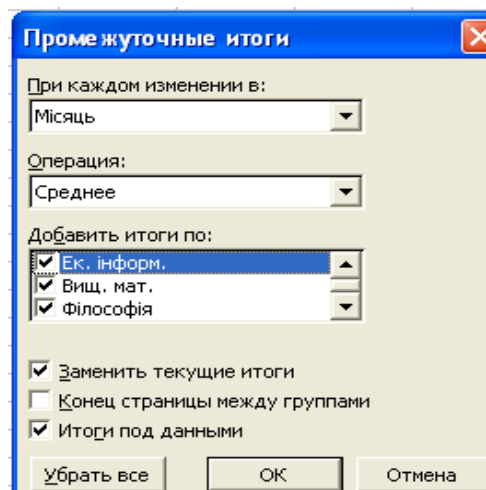 Промежуточные итоги
При каждом изменении в:
Місяць
Операция:
Среднее
Добавить итоги по:
Ек. інформ.
Вищ. мат.
Філософія
Заменить текущие итоги
Конец страницы между группами
Итоги под данными
Убрать все ОК Отмена